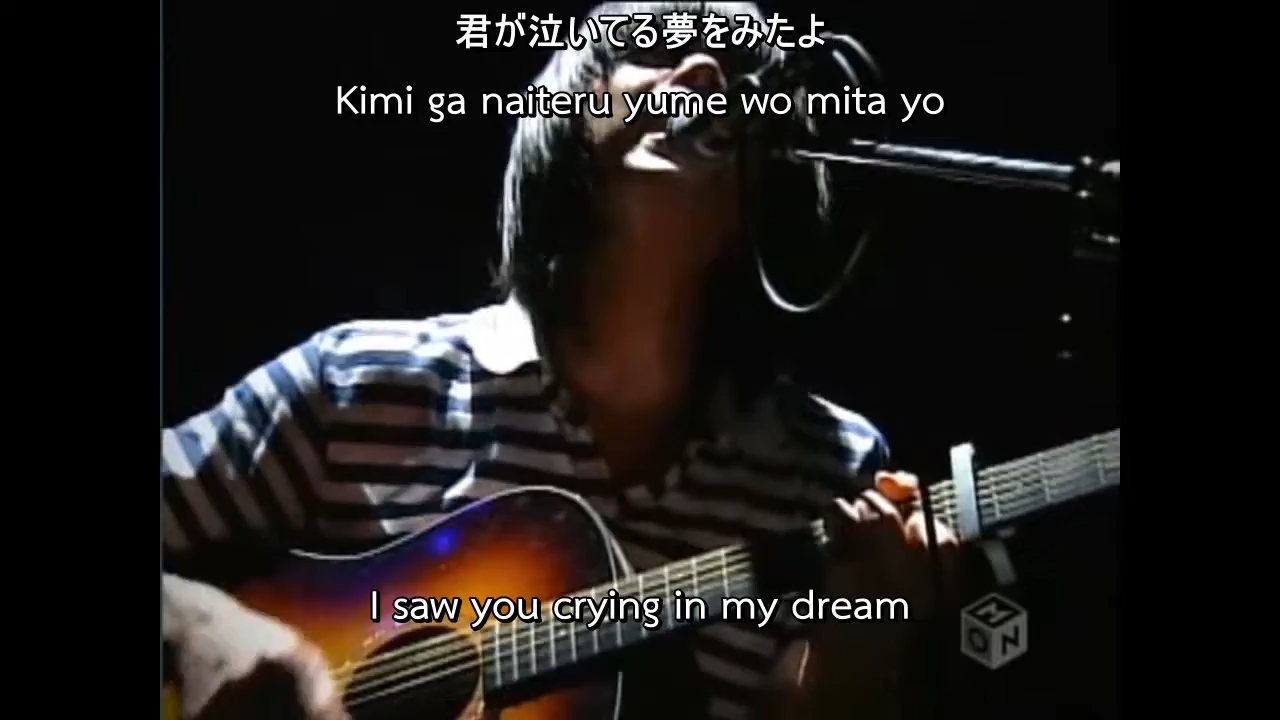 君が泣いてる夢をみたよ
Kimi ga naiteru yume wo mita yo
I saw you crying in my dream
M ON